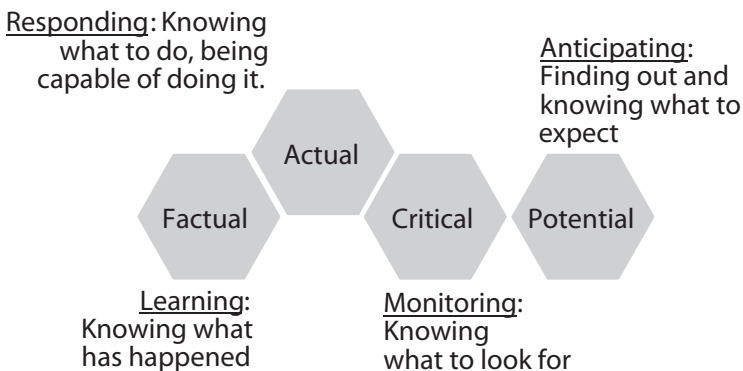 Responding: Knowing
what to do, being
capable of doing it.
Anticipating:
Finding out and
knowing what to
expect
Actual
Factual
Critical
Potential
Learning:
Knowing what
has happened
Monitoring:
Knowing
what to look for